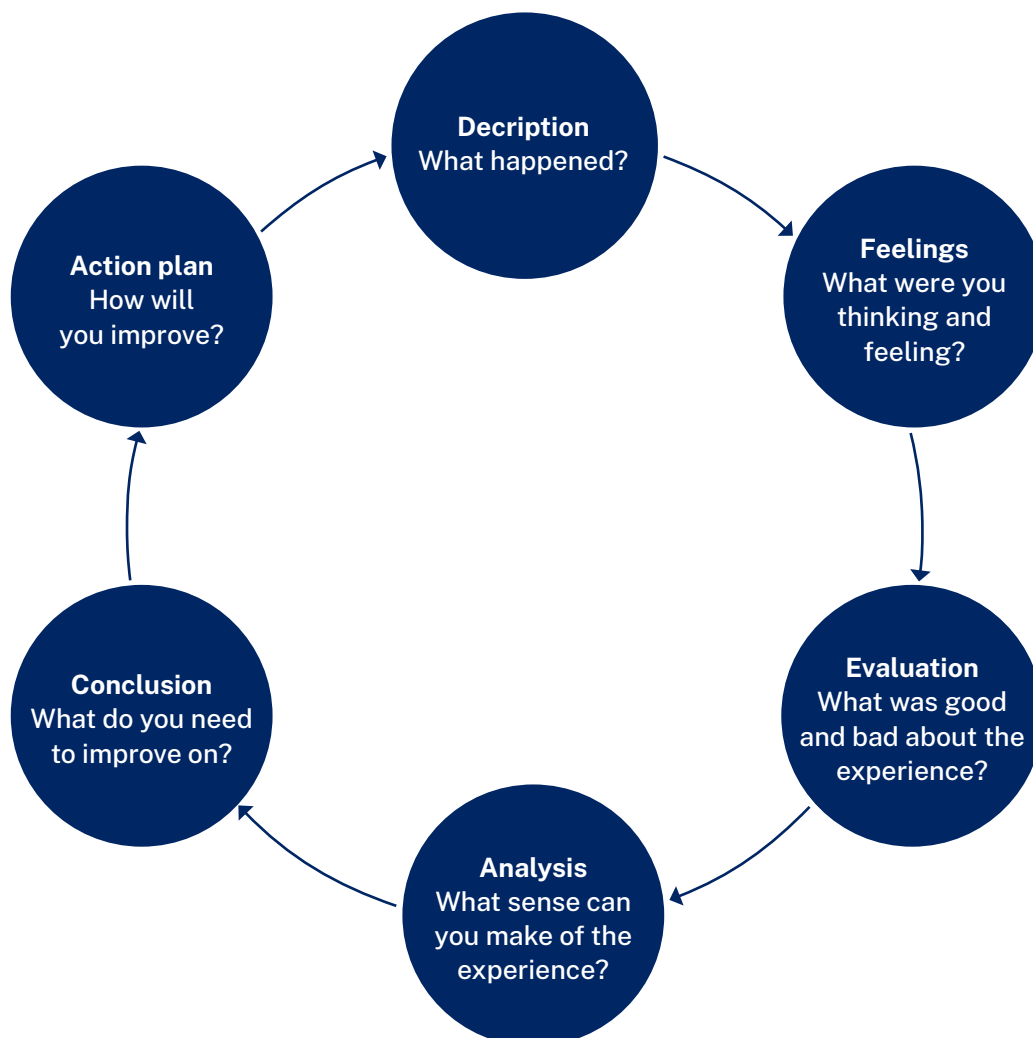 Decription
What happened?
Feelings
What were you
thinking and
feeling?
Evaluation
What was good
and bad about the
experience?
Analysis
What sense can
you make of the
experience?
Conclusion
What do you need
to improve on?
Action plan
How will
you improve?